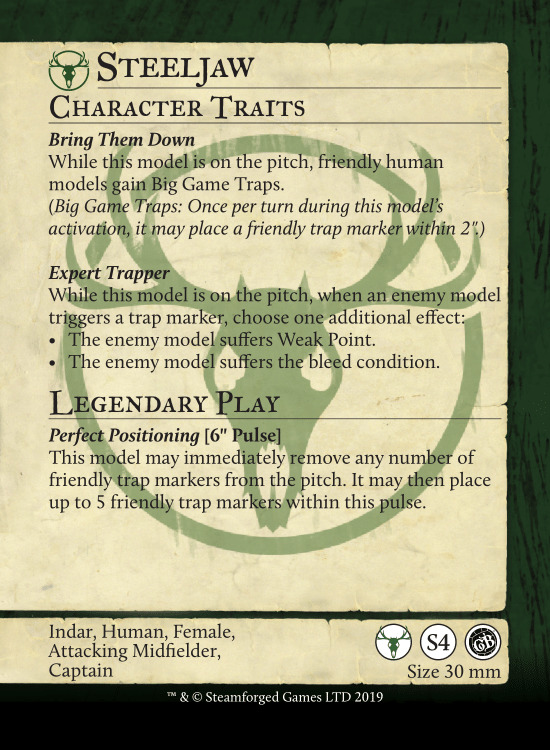 Steeljaw
Character Traits
Bring Them Down
While this model is on the pitch, friendly human
models gain Big Game Traps.
(Big Game Traps: Once per turn during this model's
activation, it may place a friendly trap marker within 2".)
Expert Trapper
While this model is on the pitch, when an enemy model
triggers a trap marker, choose one additional effect:
• The enemy model suffers Weak Point.
• The enemy model suffers the bleed condition.
Legendary Play
Perfect Positioning [6" Pulse]
This model may immediately remove any number of
friendly trap markers from the pitch. It may then place
up to 5 friendly trap markers within this pulse.
Indar, Human, Female,
Attacking Midfielder,
Captain
S4
GB
Size 30 mm
™ & © Steamforged Games LTD 2019